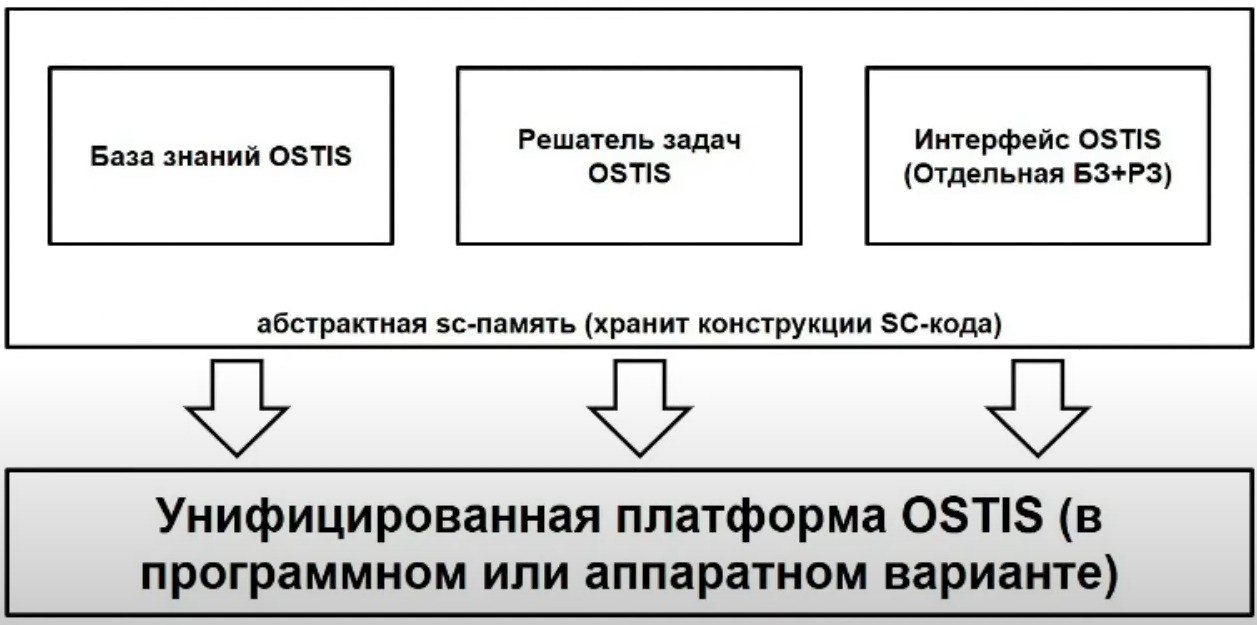 База знаний OSTIS
Решатель задач
OSTIS
Интерфейс OSTIS
(Отдельная БЗ+РЗ)
абстрактная sc-память (хранит конструкции SC-кода)
Унифицированная платформа OSTIS (в
программном или аппаратном варианте)